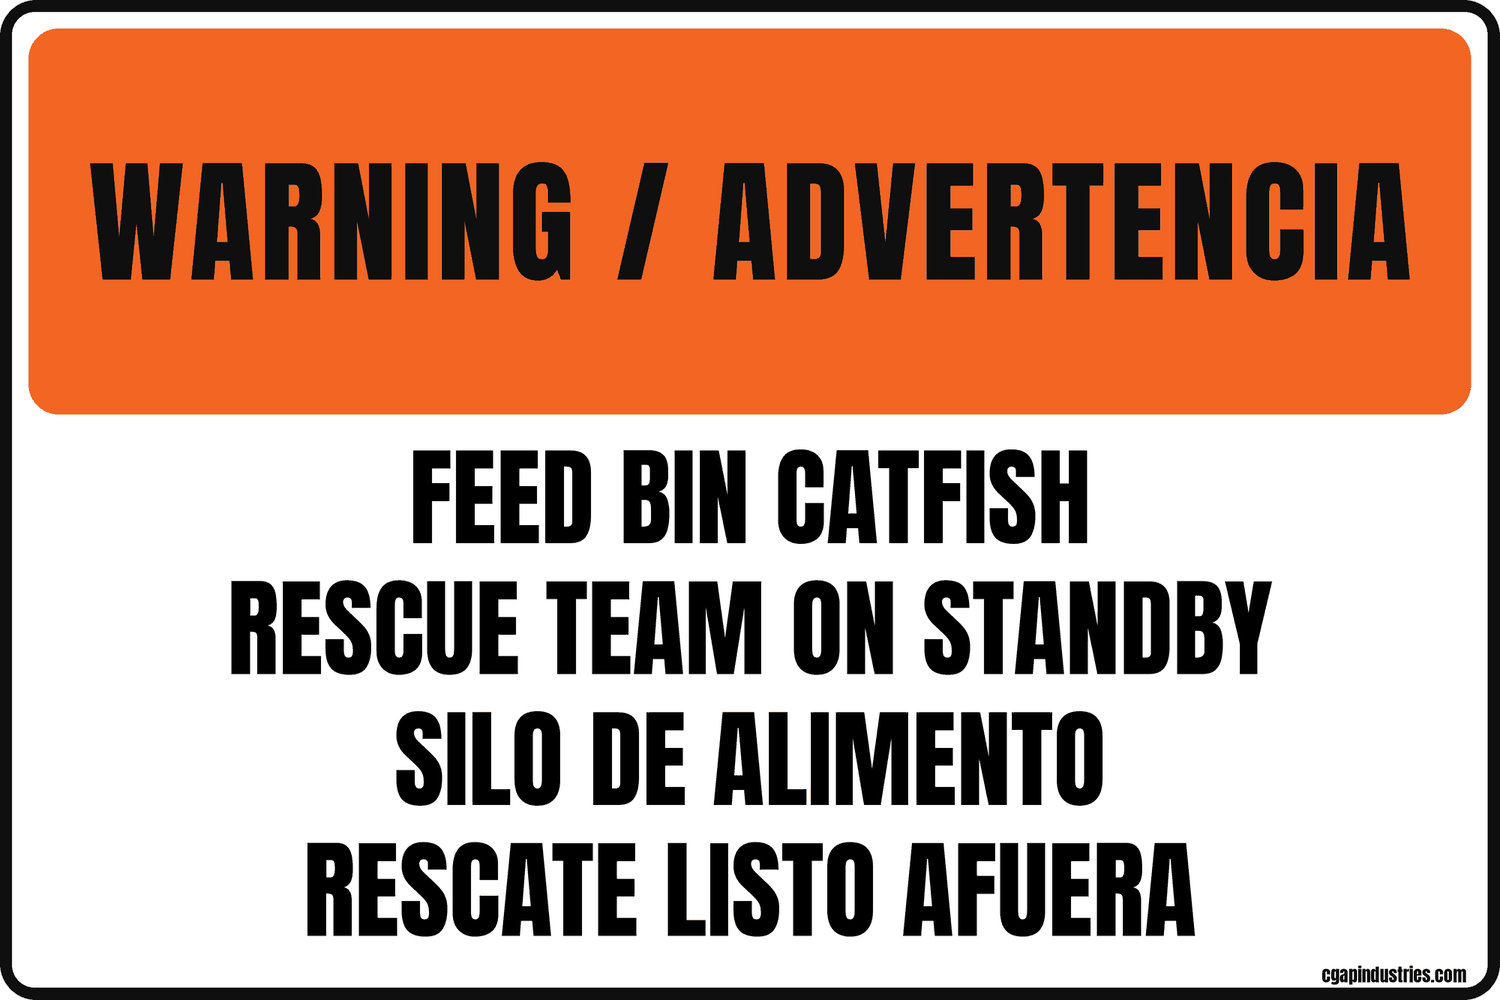 WARNING / ADVERTENCIA
FEED BIN CATFISH
RESCUE TEAM ON STANDBY
SILO DE ALIMENTO
RESCATE LISTO AFUERA
cgapindustries.com